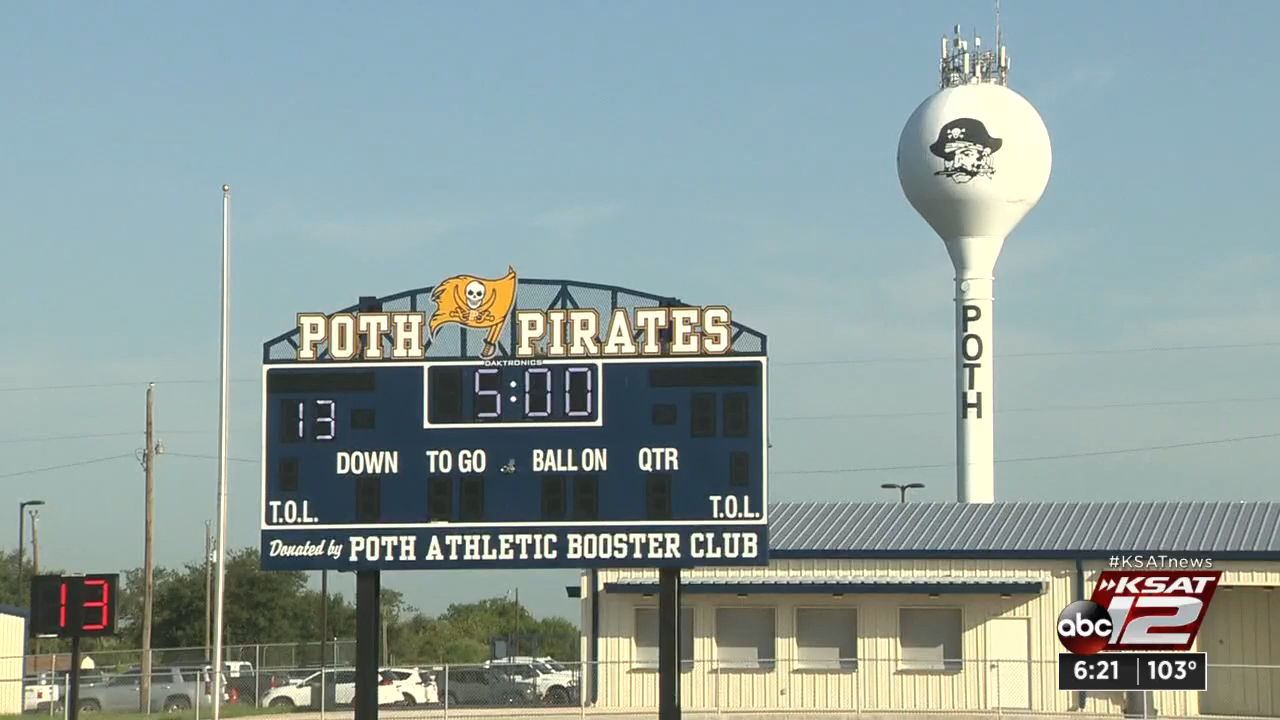 POTH
POTH PIRATES
DAKTRONICS
5:00
13
DOWN TO GO BALL ON QTR
T.O.L. T.O.L.
Donated by POTH ATHLETIC BOOSTER CLUB
13
#KSATnews
KSAT
abc 12
6:21 103°